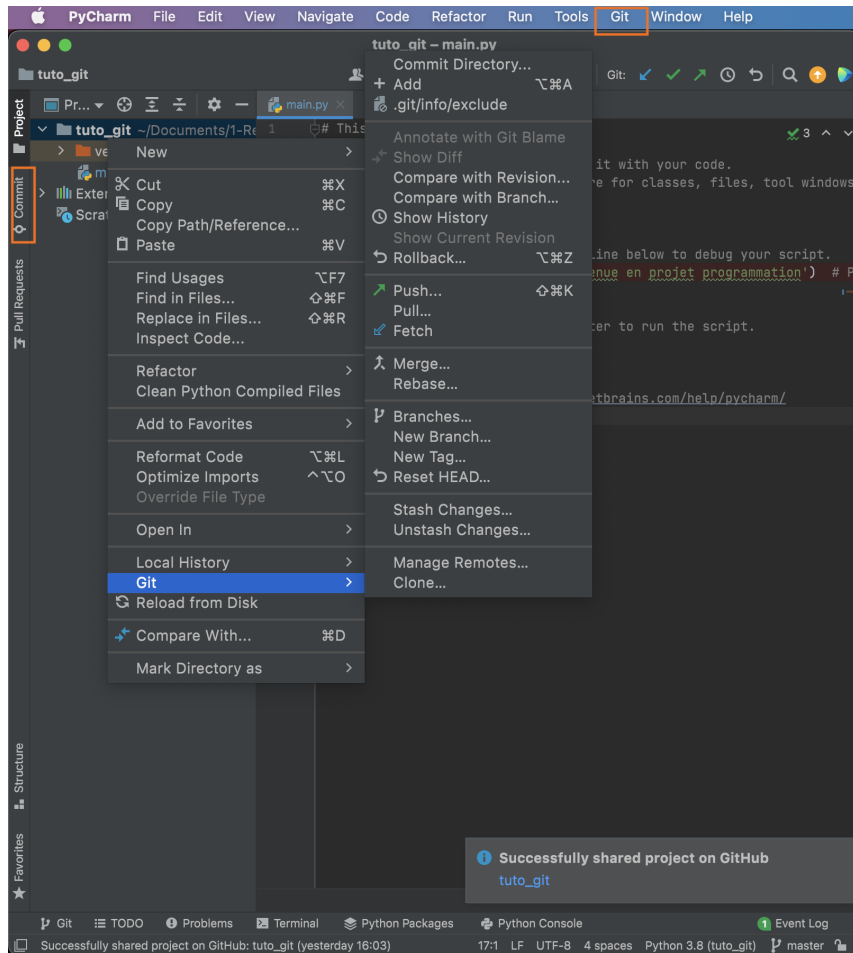 PyCharm File Edit View Navigate Code Refactor Run Tools Git Window Help
tuto_git – main.py
tuto_git
Git:
Pr...
main.py
Project
Commit
Pull Requests
Structure
Favorites
tuto_git ~/Documents/1-Re
ve
m
Exter
Scrat
1 # This
3
it with your code.
re for classes, files, tool windows
line below to debug your script.
enue en projet programmation') # P
ter to run the script.
etbrains.com/help/pycharm/
New
Cut ⌘X
Copy ⌘C
Copy Path/Reference...
Paste ⌘V
Find Usages ⌥F7
Find in Files... ⇧⌘F
Replace in Files... ⇧⌘R
Inspect Code...
Refactor
Clean Python Compiled Files
Add to Favorites
Reformat Code ⌥⌘L
Optimize Imports ^⌥O
Override File Type
Open In
Local History
Git
Reload from Disk
Compare With... ⌘D
Mark Directory as
Commit Directory...
Add ⌥⌘A
.git/info/exclude
Annotate with Git Blame
Show Diff
Compare with Revision...
Compare with Branch...
Show History
Show Current Revision
Rollback... ⌥⌘Z
Push... ⇧⌘K
Pull...
Fetch
Merge...
Rebase...
Branches...
New Branch...
New Tag...
Reset HEAD...
Stash Changes...
Unstash Changes...
Manage Remotes...
Clone...
Successfully shared project on GitHub
tuto_git
Git TODO Problems Terminal Python Packages Python Console 1 Event Log
Successfully shared project on GitHub: tuto_git (yesterday 16:03) 17:1 LF UTF-8 4 spaces Python 3.8 (tuto_git) master